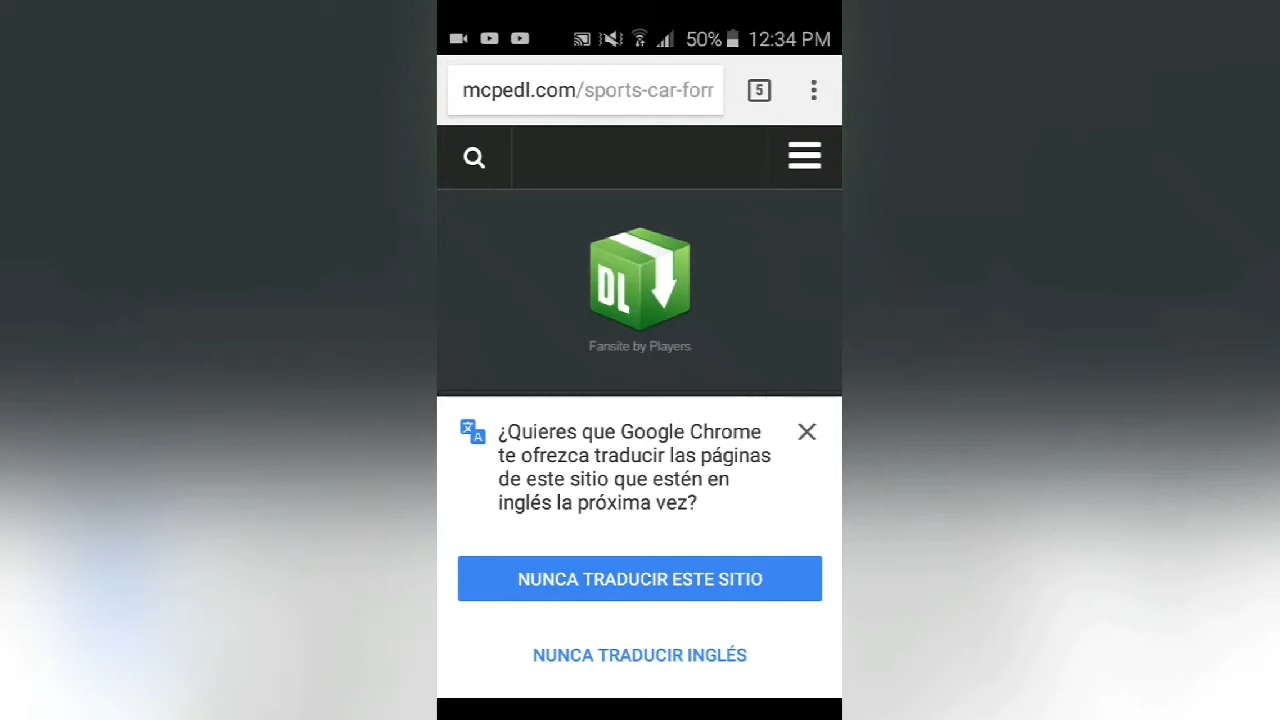 50% 12:34 PM
mcpedl.com/sports-car-forr
5
DL
Fansite by Players
¿Quieres que Google Chrome
te ofrezca traducir las páginas
de este sitio que estén en
inglés la próxima vez?
NUNCA TRADUCIR ESTE SITIO
NUNCA TRADUCIR INGLÉS